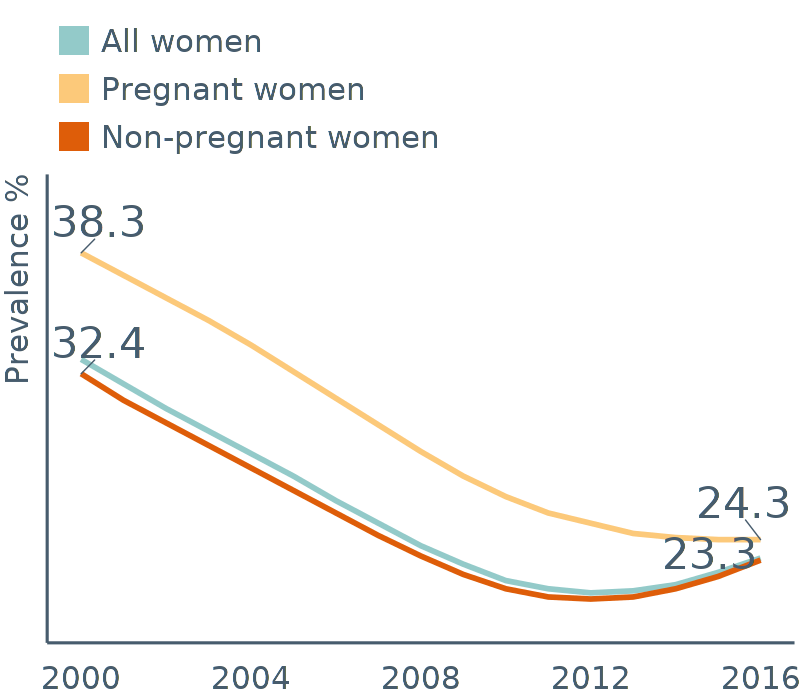 All women
Pregnant women
Non-pregnant women
Prevalence %
38.3
32.4
24.3
23.3
2000 2004 2008 2012 2016